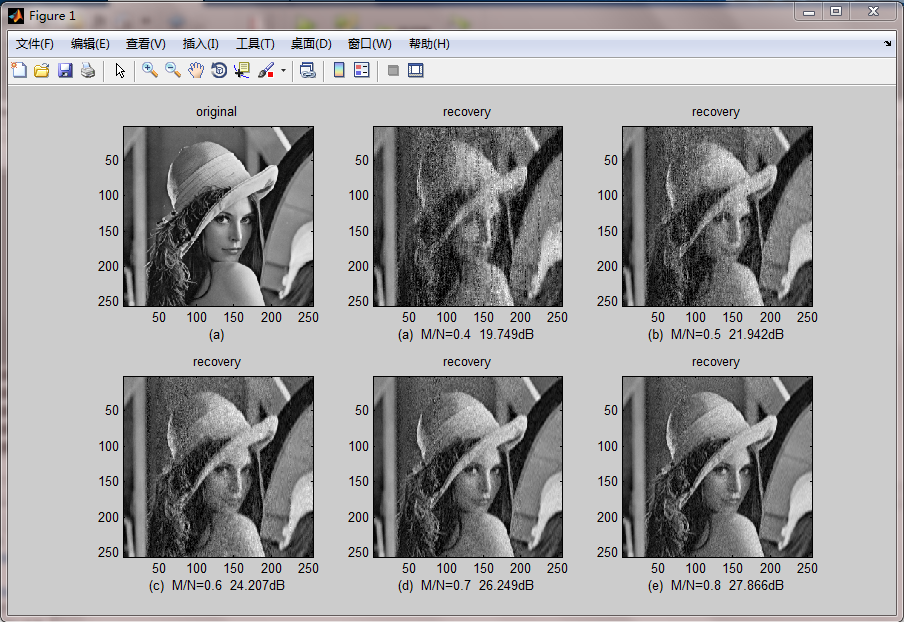 Figure 1
文件(F) 编辑(E) 查看(V) 插入(I) 工具(T) 桌面(D) 窗口(W) 帮助(H)
original recovery recovery
50 50 50
100 100 100
150 150 150
200 200 200
250 250 250
50 100 150 200 250 50 100 150 200 250 50 100 150 200 250
(a) (a) M/N=0.4 19.749dB (b) M/N=0.5 21.942dB
recovery recovery recovery
50 50 50
100 100 100
150 150 150
200 200 200
250 250 250
50 100 150 200 250 50 100 150 200 250 50 100 150 200 250
(c) M/N=0.6 24.207dB (d) M/N=0.7 26.249dB (e) M/N=0.8 27.866dB